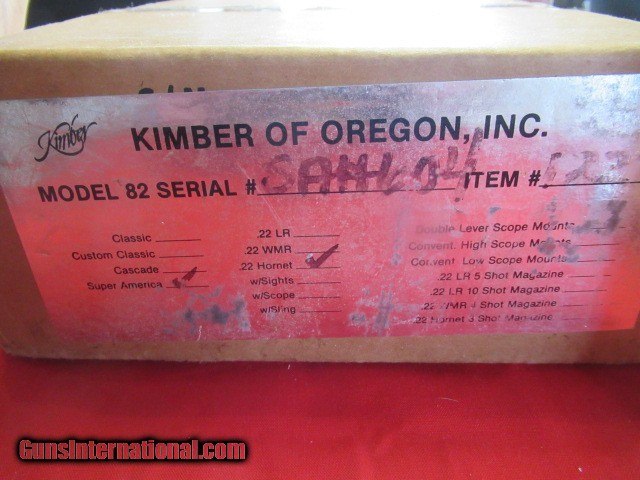 Kimber
KIMBER OF OREGON, INC.
MODEL 82 SERIAL # ITEM #
Classic
Custom Classic
Cascade
Super America
.22 LR
.22 WMR
.22 Hornet
w/Sights
w/Scope
w/Sling
Double Lever Scope Mounts
Convent. High Scope Mounts
Convent. Low Scope Mounts
.22 LR 5 Shot Magazine
.22 LR 10 Shot Magazine
.22 WMR 4 Shot Magazine
.22 Hornet 3 Shot Magazine
GunsInternational.com